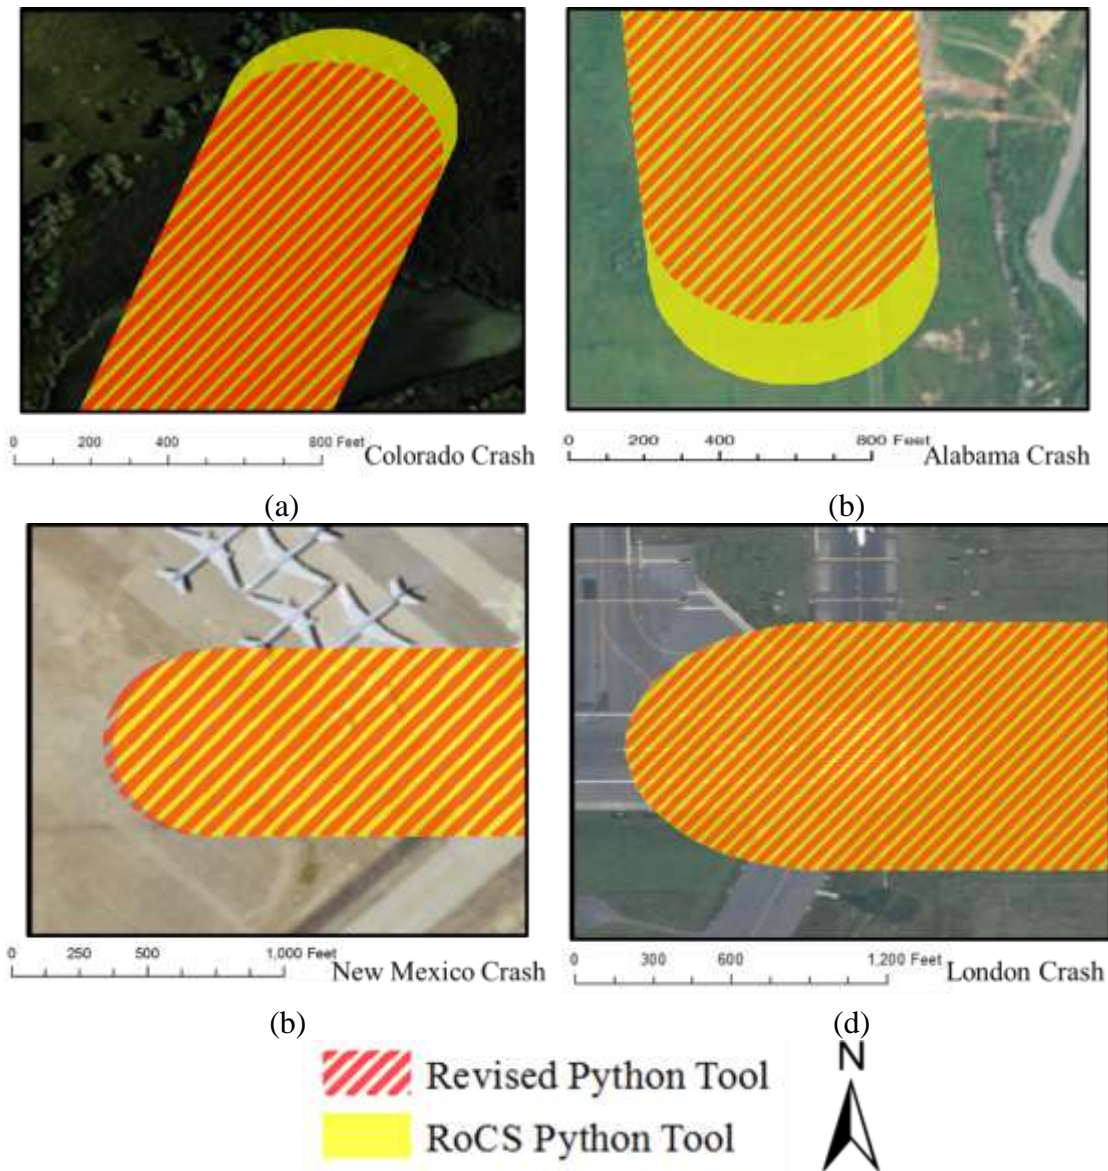 0 200 400 800 Feet
Colorado Crash
0 200 400 800 Feet
Alabama Crash
(a)
(b)
0 250 500 1,000 Feet
New Mexico Crash
0 300 600 1,200 Feet
London Crash
(b)
(d)
Revised Python Tool
RoCS Python Tool
N